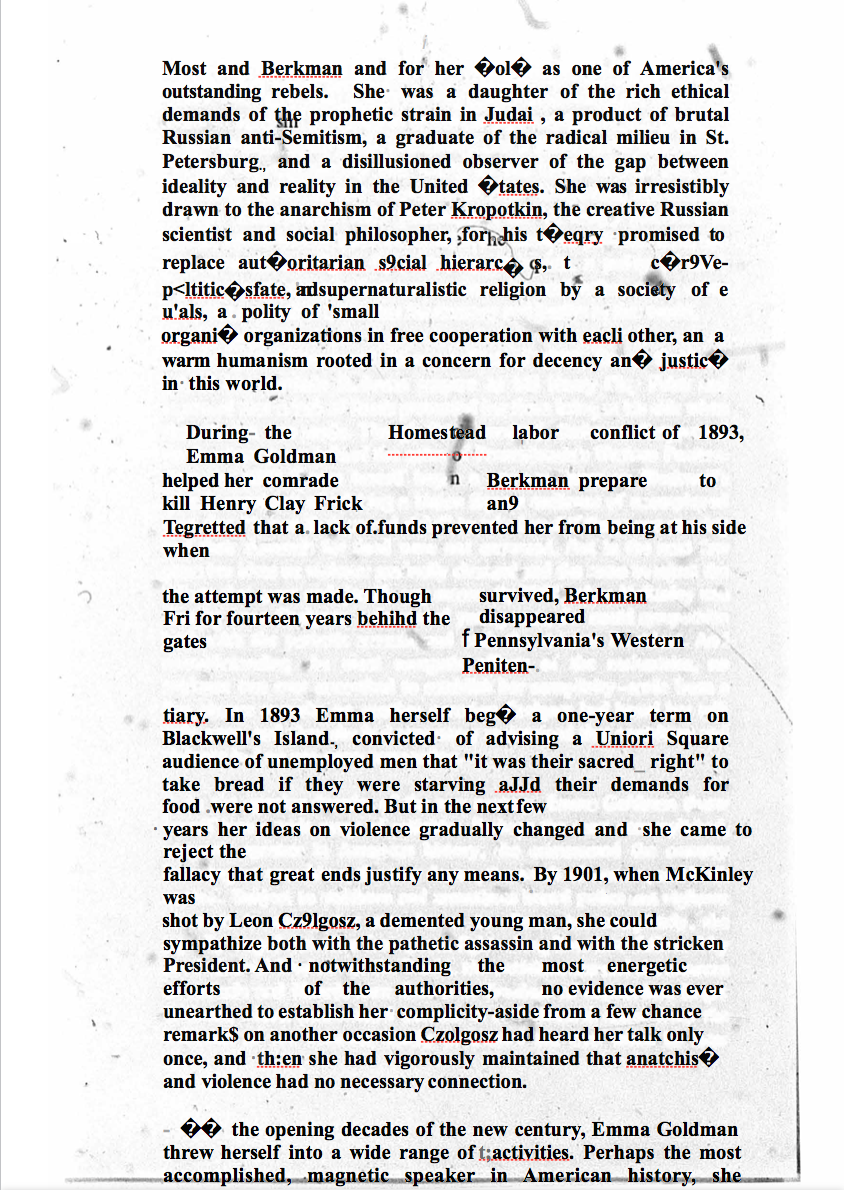 Most and Berkman and for her �ol� as one of America's
outstanding rebels. She was a daughter of the rich ethical
demands of the prophetic strain in Judai , a product of brutal
sm
Russian anti-Semitism, a graduate of the radical milieu in St.
Petersburg., and a disillusioned observer of the gap between
ideality and reality in the United �tates. She was irresistibly
drawn to the anarchism of Peter Kropotkin, the creative Russian
scientist and social philosopher, :for he his t�eqry promised to
replace aut�oritarian s9cial hierarc� s, t c�r9Ve-
p<ltitic�sfate, and supernaturalistic religion by a society of e
u'als, a . polity of 'small
organi� organizations in free cooperation with eacli other, an a
warm humanism rooted in a concern for decency an� justic�
in· this world.
During- the Homestead labor conflict of 1893,
Emma Goldman o
helped her comrade n Berkman prepare to
kill Henry Clay Frick an9
Tegretted that a. lack of.funds prevented her from being at his side
when
the attempt was made. Though survived, Berkman
Fri for fourteen years behihd the disappeared
gates f Pennsylvania's Western
Peniten-.
tiary. In 1893 Emma herself beg� a one-year term on
Blackwell's Island-, convicted· of advising a Uniori Square
audience of unemployed men that "it was their sacred_ right" to
take bread if they were starving aJJd their demands for
food .were not answered. But in the next few
· years her ideas on violence gradually changed and ·she came to
reject the
fallacy that great ends justify any means. By 1901, when McKinley
was
shot by Leon Cz9lgosz, a demented young man, she could
sympathize both with the pathetic assassin and with the stricken
President. And · notwithstanding the most energetic
efforts of the authorities, no evidence was ever
unearthed to establish her· complicity-aside from a few chance
remark$ on another occasion Czolgosz had heard her talk only
once, and ·th:en she had vigorously maintained that anatchis�
and violence had no necessary connection.
- �� the opening decades of the new century, Emma Goldman
threw herself into a wide range of t;activities. Perhaps the most
accomplished, .magnetic speaker in American history, she